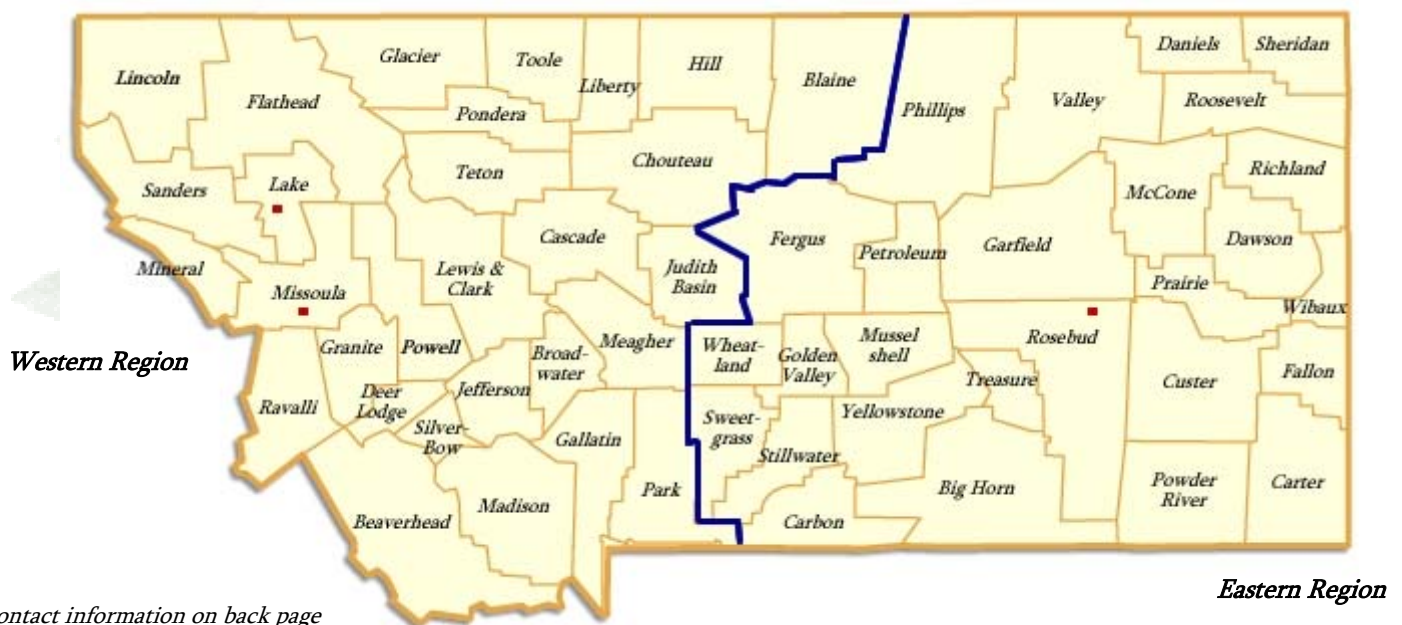 Lincoln
Flathead
Glacier
Toole
Liberty
Hill
Blaine
Phillips
Valley
Daniels
Sheridan
Roosevelt
Pondera
Teton
Chouteau
Sanders
Lake
Richland
McCone
Dawson
Mineral
Missoula
Lewis &
Clark
Cascade
Judith
Basin
Fergus
Petroleum
Garfield
Prairie
Wibaux
Western Region
Ravalli
Granite
Powell
Deer
Lodge
Silver-
Bow
Jefferson
Broad-
water
Meagher
Wheat-
land
Golden
Valley
Mussel
shell
Rosebud
Treasure
Custer
Fallon
Gallatin
Park
Sweet-
grass
Stillwater
Yellowstone
Carbon
Big Horn
Powder
River
Carter
Beaverhead
Madison
Eastern Region
ontact information on back page